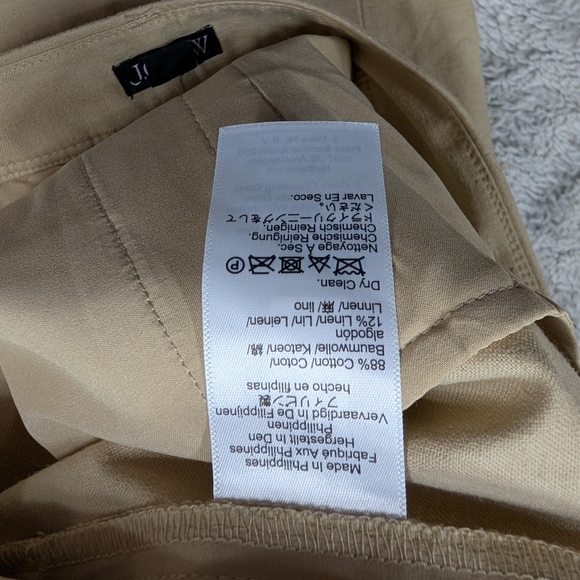 Made In Philippines
Fabriqué Aux Philippines
Hergestellt In Den
Philippinen
Vervaardigd In De Filippijnen
フィリピン製
hecho en filipinas
88% Cotton/ Coton/
Baumwolle/ Katoen/ 綿/
algodón
12% Linen/ Lin/ Leinen/
Linnen/ 麻/ lino
Dry Clean.
P
Nettoyage A Sec.
Chemische Reinigung.
Chemisch Reinigen.
ドライクリーニングをして
ください。
Lavar En Seco.